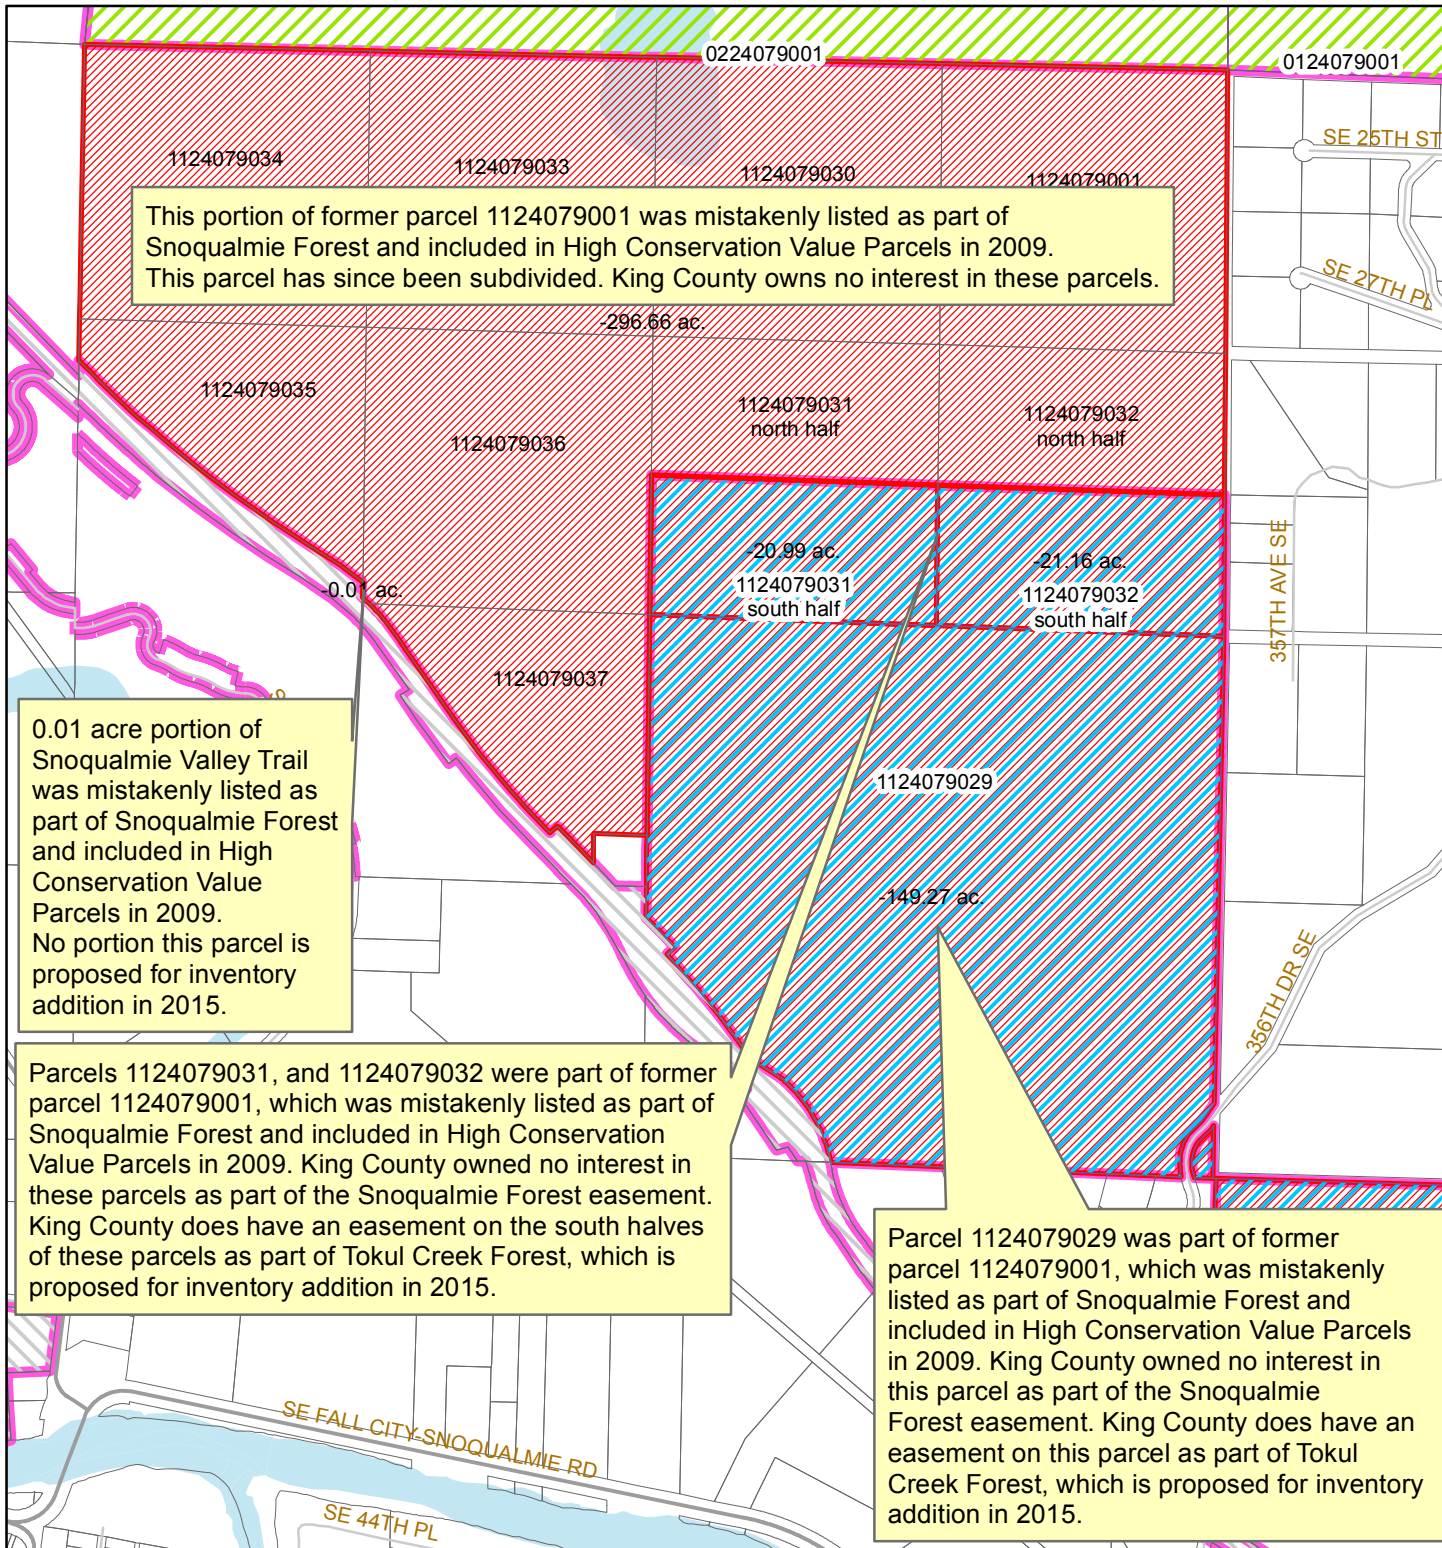 0224079001
0124079001
SE 25TH ST
1124079034
1124079033
1124079030
1124079001
This portion of former parcel 1124079001 was mistakenly listed as part of
Snoqualmie Forest and included in High Conservation Value Parcels in 2009.
This parcel has since been subdivided. King County owns no interest in these parcels.
SE 27TH PL
-296.66 ac.
1124079035
1124079036
1124079031
north half
1124079032
north half
-20.99 ac.
1124079031
south half
-21.16 ac.
1124079032
south half
357TH AVE SE
-0.01 ac.
1124079037
0.01 acre portion of
Snoqualmie Valley Trail
was mistakenly listed as
part of Snoqualmie Forest
and included in High
Conservation Value
Parcels in 2009.
No portion this parcel is
proposed for inventory
addition in 2015.
1124079029
-149.27 ac.
356TH DR SE
Parcels 1124079031, and 1124079032 were part of former
parcel 1124079001, which was mistakenly listed as part of
Snoqualmie Forest and included in High Conservation
Value Parcels in 2009. King County owned no interest in
these parcels as part of the Snoqualmie Forest easement.
King County does have an easement on the south halves
of these parcels as part of Tokul Creek Forest, which is
proposed for inventory addition in 2015.
Parcel 1124079029 was part of former
parcel 1124079001, which was mistakenly
listed as part of Snoqualmie Forest and
included in High Conservation Value Parcels
in 2009. King County owned no interest in
this parcel as part of the Snoqualmie
Forest easement. King County does have an
easement on this parcel as part of Tokul
Creek Forest, which is proposed for inventory
addition in 2015.
SE FALL CITY-SNOQUALMIE RD
SE 44TH PL